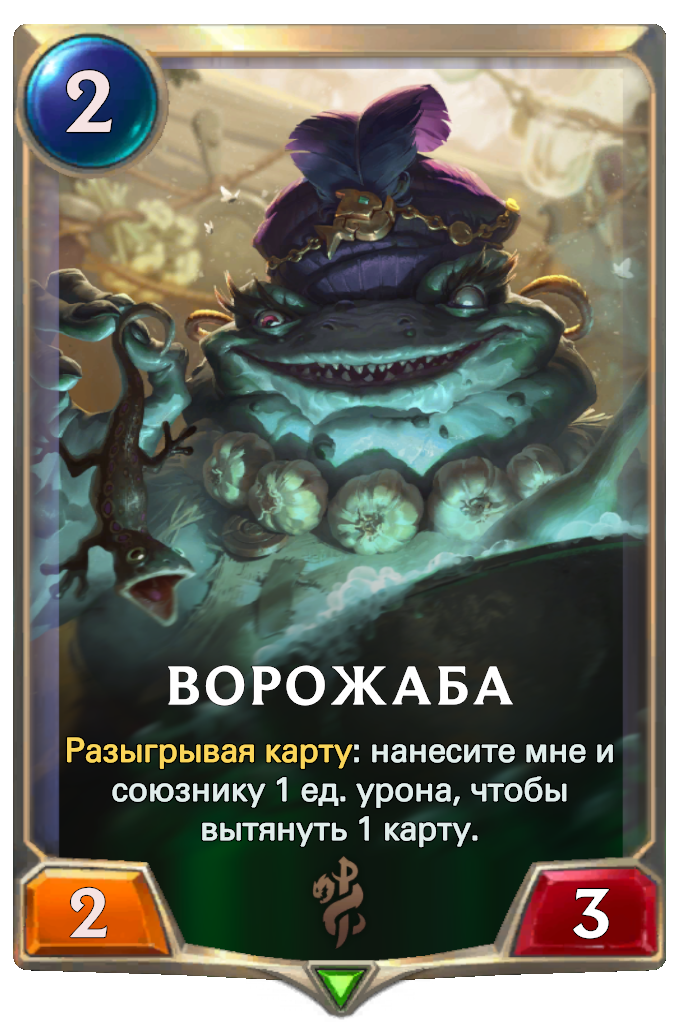 2
ВОРОЖАБА
Разыгрывая карту: нанесите мне и
союзнику 1 ед. урона, чтобы
вытянуть 1 карту.
2
3